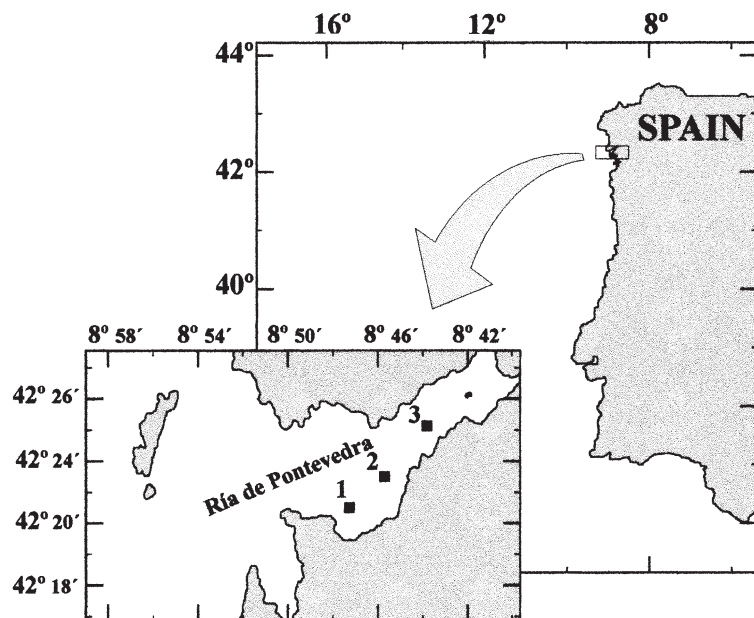 16º 12º 8º
44º
SPAIN
42º
40º
8º 58´ 8º 54´ 8º 50´ 8º 46´ 8º 42´
42º 26´
3
42º 24´
Ría de Pontevedra
2
1
42º 20´
42º 18´